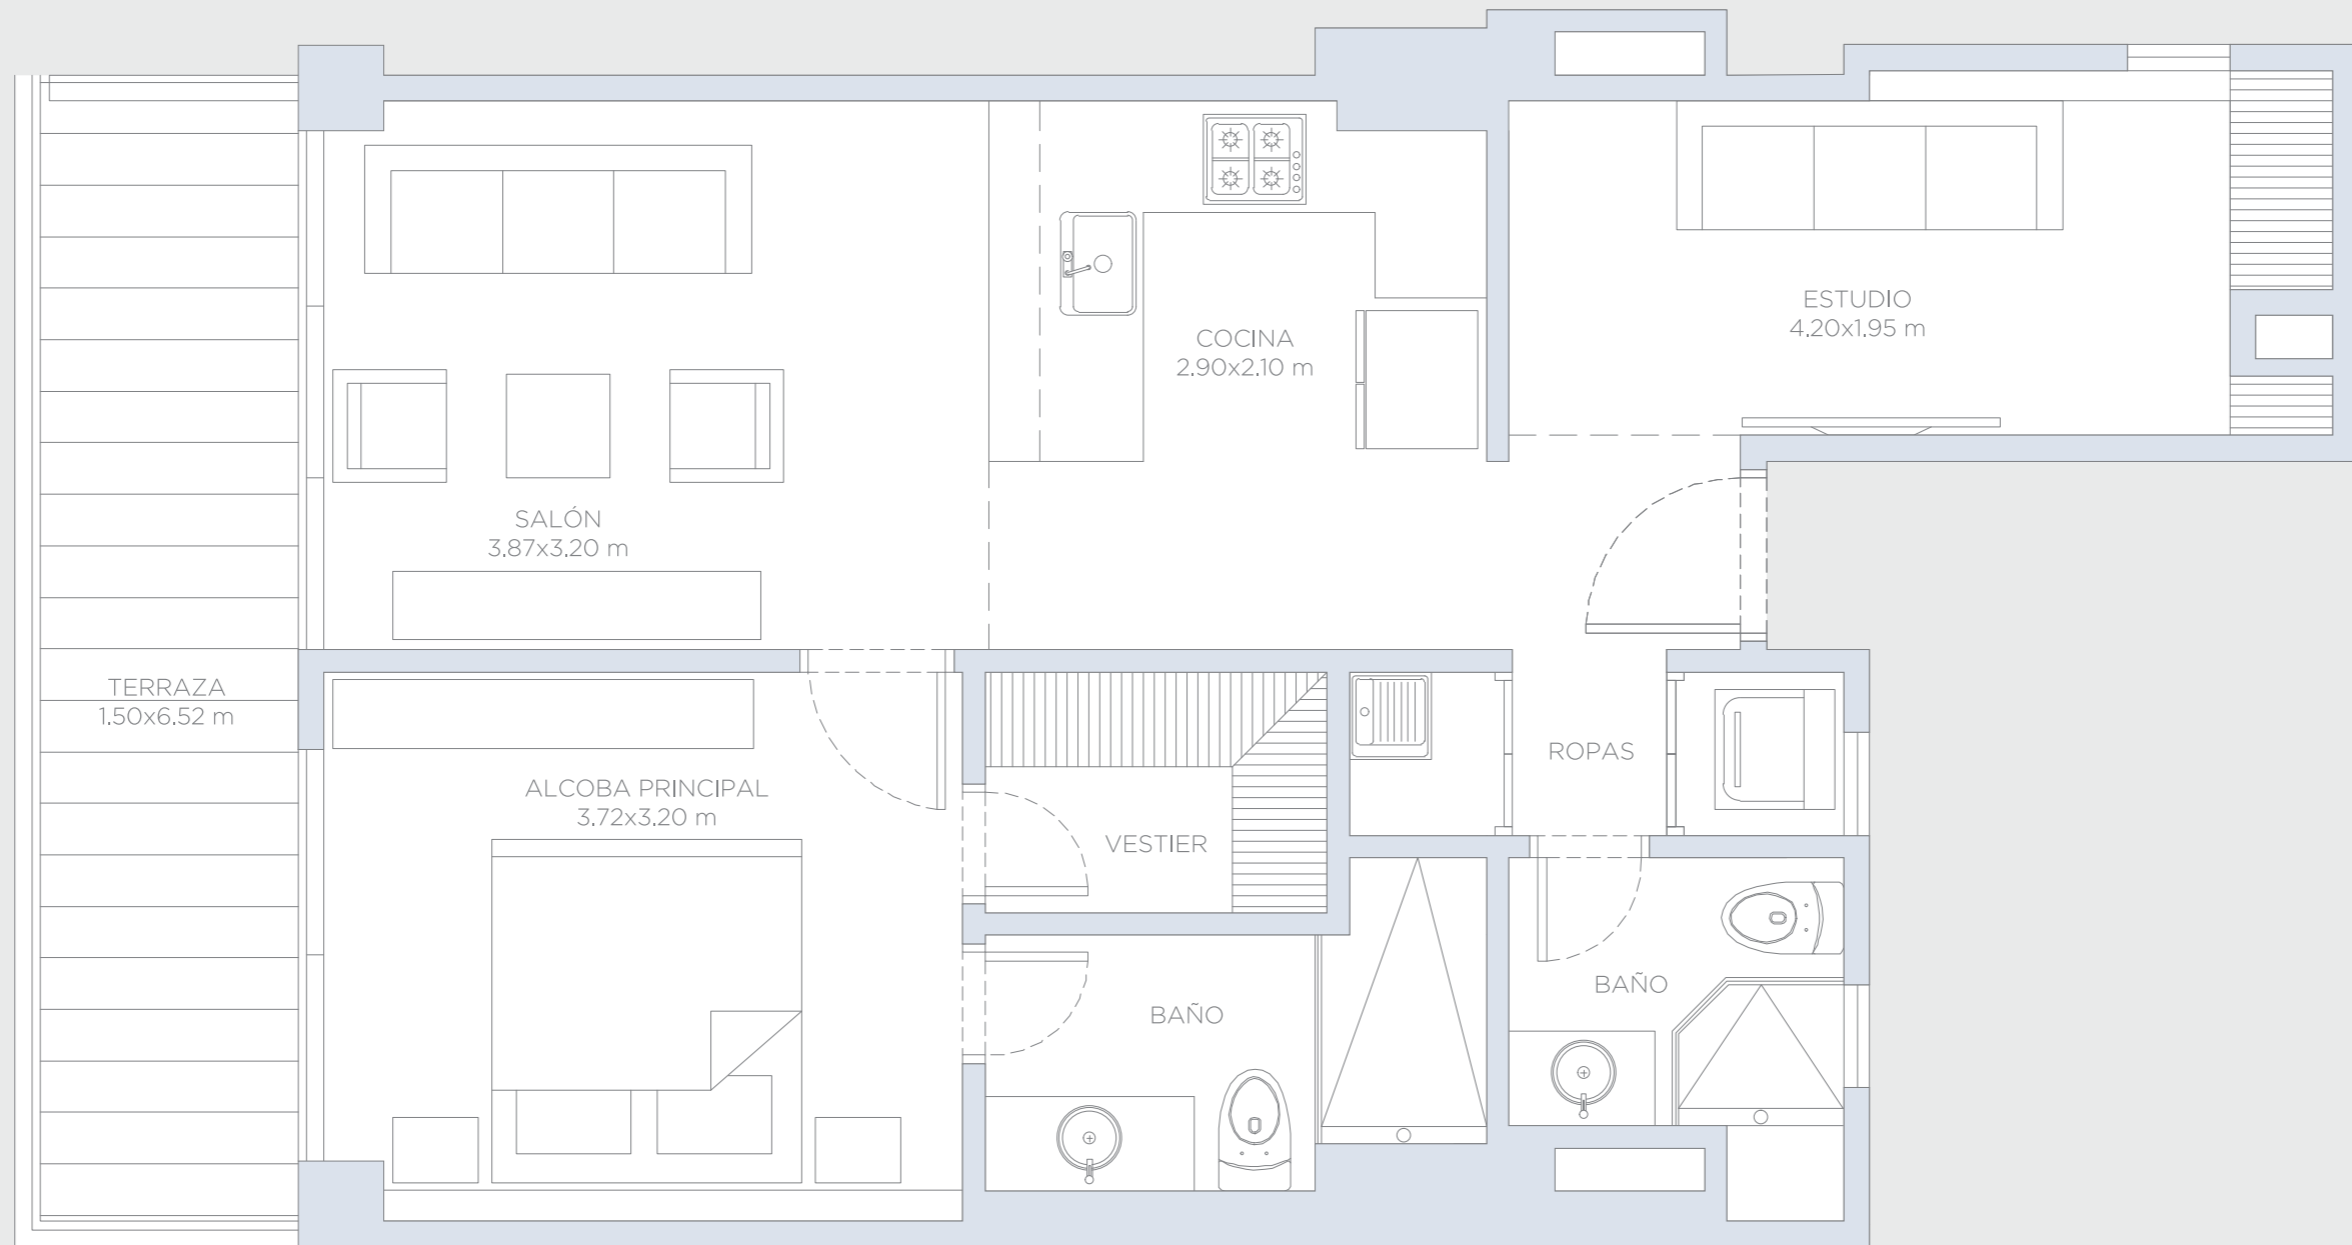 ESTUDIO
4.20x1.95 m
COCINA
2.90x2.10 m
SALÓN
3.87x3.20 m
TERRAZA
1.50x6.52 m
ALCOBA PRINCIPAL
3.72x3.20 m
VESTIER
ROPAS
BAÑO
BAÑO